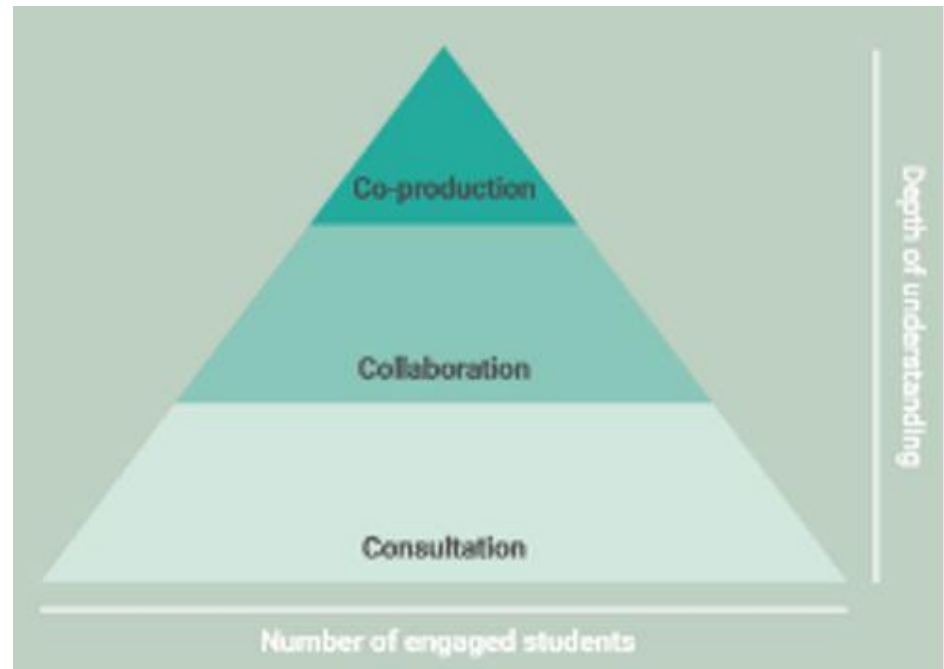 Co-production
Collaboration
Consultation
Depth of understanding
Number of engaged students